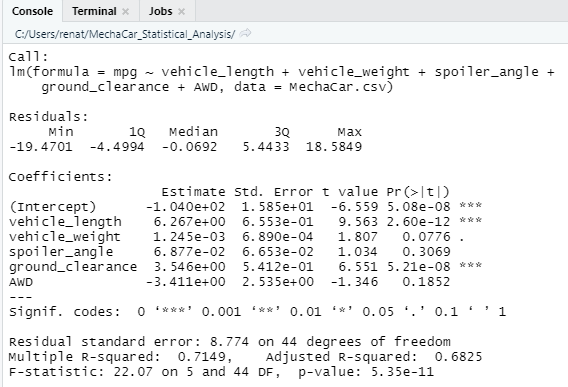 Console Terminal × Jobs ×
C:/Users/renat/MechaCar_Statistical_Analysis/
Call:
lm(formula = mpg ~ vehicle_length + vehicle_weight + spoiler_angle +
    ground_clearance + AWD, data = MechaCar.csv)
Residuals:
     Min       1Q   Median       3Q      Max
-19.4701  -4.4994  -0.0692   5.4433  18.5849
Coefficients:
                   Estimate Std. Error t value Pr(>|t|)
(Intercept)      -1.040e+02  1.585e+01  -6.559 5.08e-08 ***
vehicle_length    6.267e+00  6.553e-01   9.563 2.60e-12 ***
vehicle_weight    1.245e-03  6.890e-04   1.807   0.0776 .
spoiler_angle     6.877e-02  6.653e-02   1.034   0.3069
ground_clearance  3.546e+00  5.412e-01   6.551 5.21e-08 ***
AWD              -3.411e+00  2.535e+00  -1.346   0.1852
---
Signif. codes:  0 ‘***’ 0.001 ‘**’ 0.01 ‘*’ 0.05 ‘.’ 0.1 ‘ ’ 1
Residual standard error: 8.774 on 44 degrees of freedom
Multiple R-squared:  0.7149,    Adjusted R-squared:  0.6825
F-statistic: 22.07 on 5 and 44 DF,  p-value: 5.35e-11